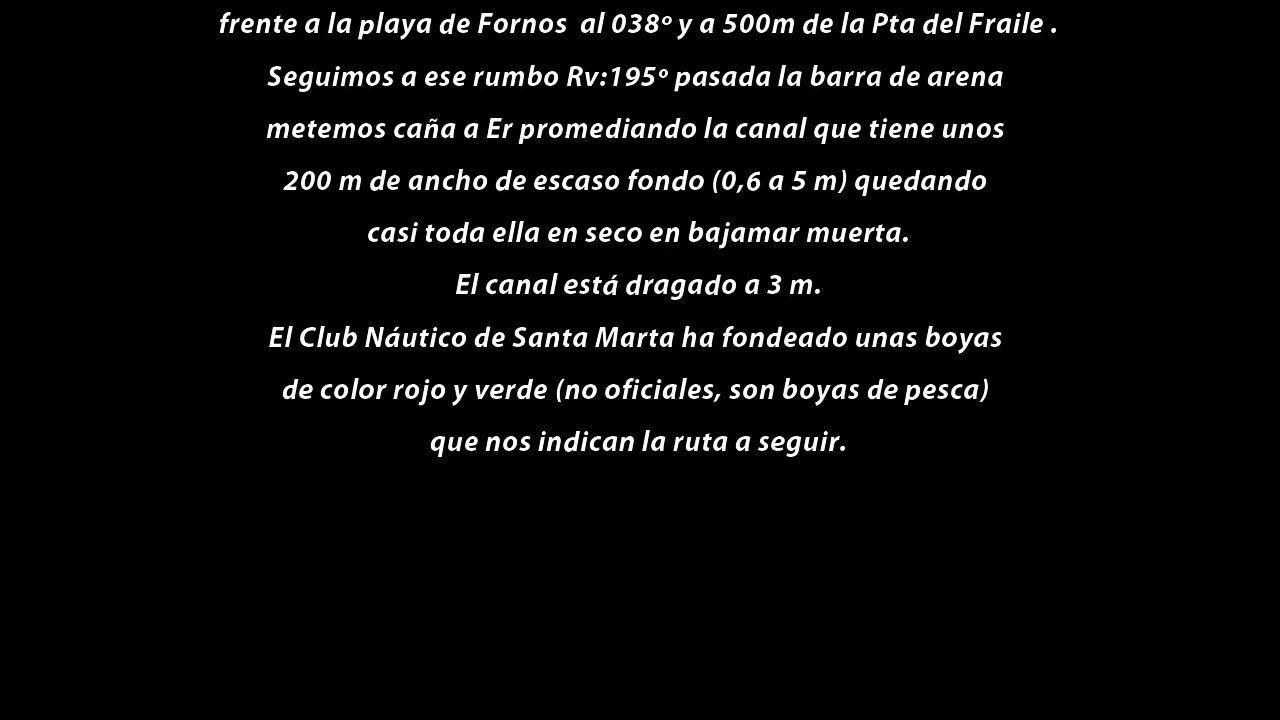 frente a la playa de Fornos al 038º y a 500m de la Pta del Fraile .
Seguimos a ese rumbo Rv:195º pasada la barra de arena
metemos caña a Er promediando la canal que tiene unos
200 m de ancho de escaso fondo (0,6 a 5 m) quedando
casi toda ella en seco en bajamar muerta.
El canal está dragado a 3 m.
El Club Náutico de Santa Marta ha fondeado unas boyas
de color rojo y verde (no oficiales, son boyas de pesca)
que nos indican la ruta a seguir.